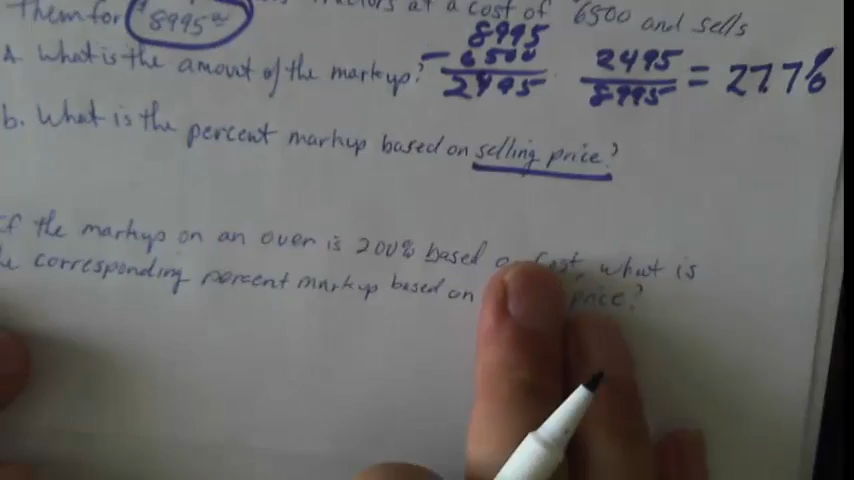 Tractors at a cost of $6500 and sells
them for $8995.00
A. What is the amount of the markup? 8995 - 6500 2495 2495/8995 = 27.7%
b. What is the percent markup based on selling price?
If the markup on an oven is 200% based on Cost, what is
corresponding percent markup based on price?